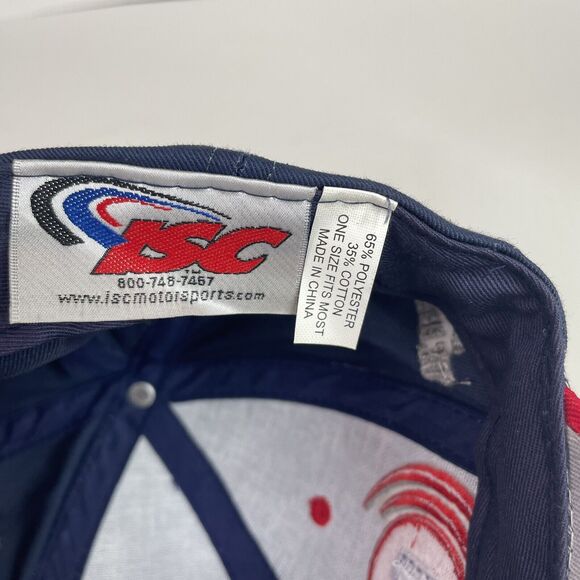 ISC
800-748-7467
www.iscmotorsports.com
65% POLYESTER
35% COTTON
ONE SIZE FITS MOST
MADE IN CHINA